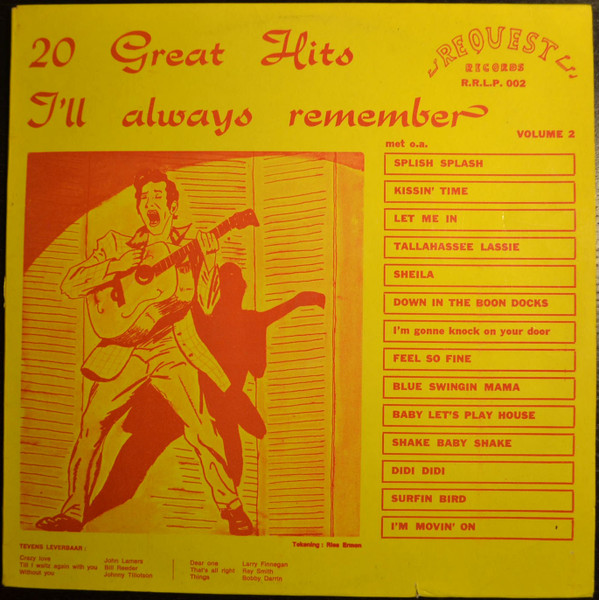 20 Great Hits
I'll always remember
REQUEST
RECORDS
R.R.L.P. 002
VOLUME 2
met o.a.
SPLISH SPLASH
KISSIN' TIME
LET ME IN
TALLAHASSEE LASSIE
SHEILA
DOWN IN THE BOON DOCKS
I'm gonne knock on your door
FEEL SO FINE
BLUE SWINGIN MAMA
BABY LET'S PLAY HOUSE
SHAKE BABY SHAKE
DIDI DIDI
SURFIN BIRD
I'M MOVIN' ON
Tekening : Ries Brouwn
TEVENS LEVERBAAR :
Crazy love John Lamers
Till I waltz again with you Bill Reeder
Without you Johnny Tillotson
Dear one Larry Finnegan
That's all right Ray Smith
Things Bobby Darrin